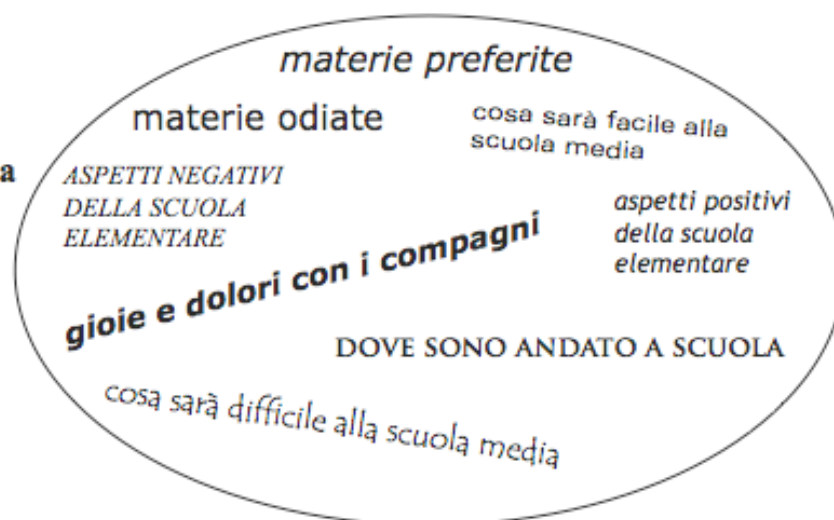 materie preferite
materie odiate
cosa sarà facile alla
scuola media
a
ASPETTI NEGATIVI
DELLA SCUOLA
ELEMENTARE
aspetti positivi
della scuola
elementare
gioie e dolori con i compagni
DOVE SONO ANDATO A SCUOLA
cosa sarà difficile alla scuola media